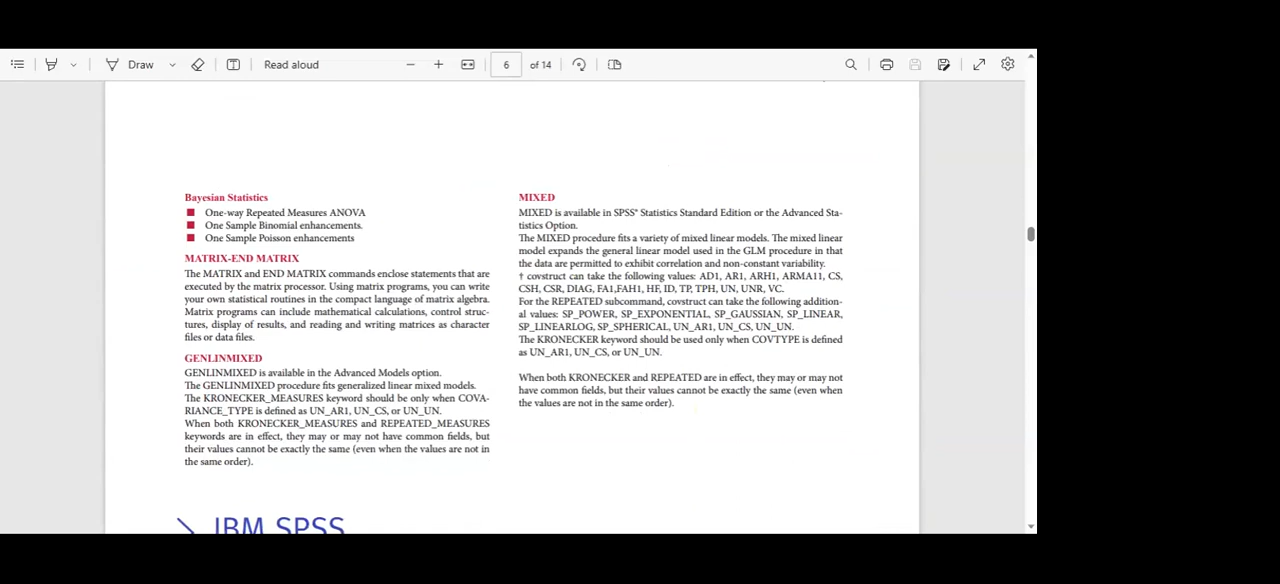 Draw
Read aloud
6
of 14
Bayesian Statistics
One-way Repeated Measures ANOVA
One Sample Binomial enhancements.
One Sample Poisson enhancements
MATRIX-END MATRIX
The MATRIX and END MATRIX commands enclose statements that are
executed by the matrix processor. Using matrix programs, you can write
your own statistical routines in the compact language of matrix algebra.
Matrix programs can include mathematical calculations, control struc-
tures, display of results, and reading and writing matrices as character
files or data files.
GENLINMIXED
GENLINMIXED is available in the Advanced Models option.
The GENLINMIXED procedure fits generalized linear mixed models.
The KRONECKER_MEASURES keyword should be only when COVA-
RIANCE_TYPE is defined as UN_AR1, UN_CS, or UN_UN.
When both KRONECKER_MEASURES and REPEATED_MEASURES
keywords are in effect, they may or may not have common fields, but
their values cannot be exactly the same (even when the values are not in
the same order).
MIXED
MIXED is available in SPSS® Statistics Standard Edition or the Advanced Sta-
tistics Option.
The MIXED procedure fits a variety of mixed linear models. The mixed linear
model expands the general linear model used in the GLM procedure in that
the data are permitted to exhibit correlation and non-constant variability.
† covstruct can take the following values: AD1, AR1, ARH1, ARMA11, CS,
CSH, CSR, DIAG, FA1,FAH1, HF, ID, TP, TPH, UN, UNR, VC.
For the REPEATED subcommand, covstruct can take the following addition-
al values: SP_POWER, SP_EXPONENTIAL, SP_GAUSSIAN, SP_LINEAR,
SP_LINEARLOG, SP_SPHERICAL, UN_AR1, UN_CS, UN_UN.
The KRONECKER keyword should be used only when COVTYPE is defined
as UN_AR1, UN_CS, or UN_UN.
When both KRONECKER and REPEATED are in effect, they may or may not
have common fields, but their values cannot be exactly the same (even when
the values are not in the same order).
IBM SPSS